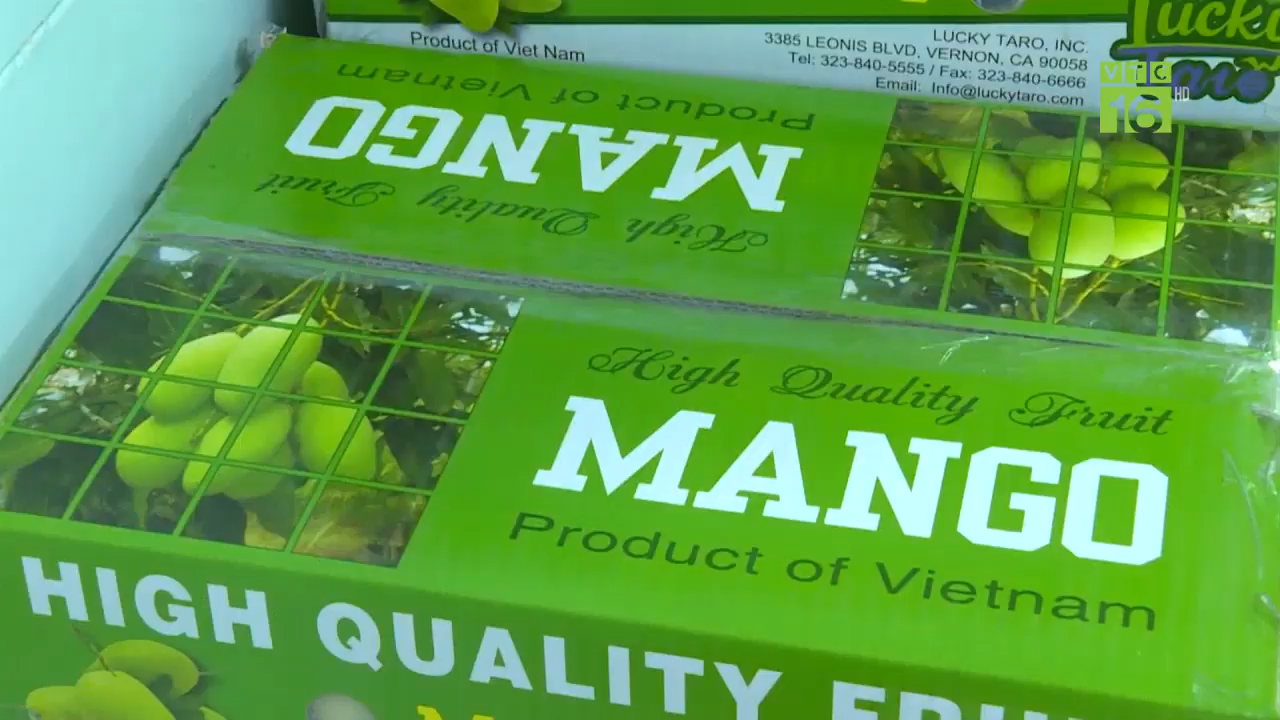 Product of Viet Nam
LUCKY TARO, INC.
3385 LEONIS BLVD, VERNON, CA 90058
Tel: 323-840-5555 / Fax: 323-840-6666
Email: Info@luckytaro.com
Lucky
Taro
VTC
16 HD
Product of Vietnam
MANGO
High Quality Fruit
High Quality Fruit
MANGO
Product of Vietnam
HIGH QUALITY